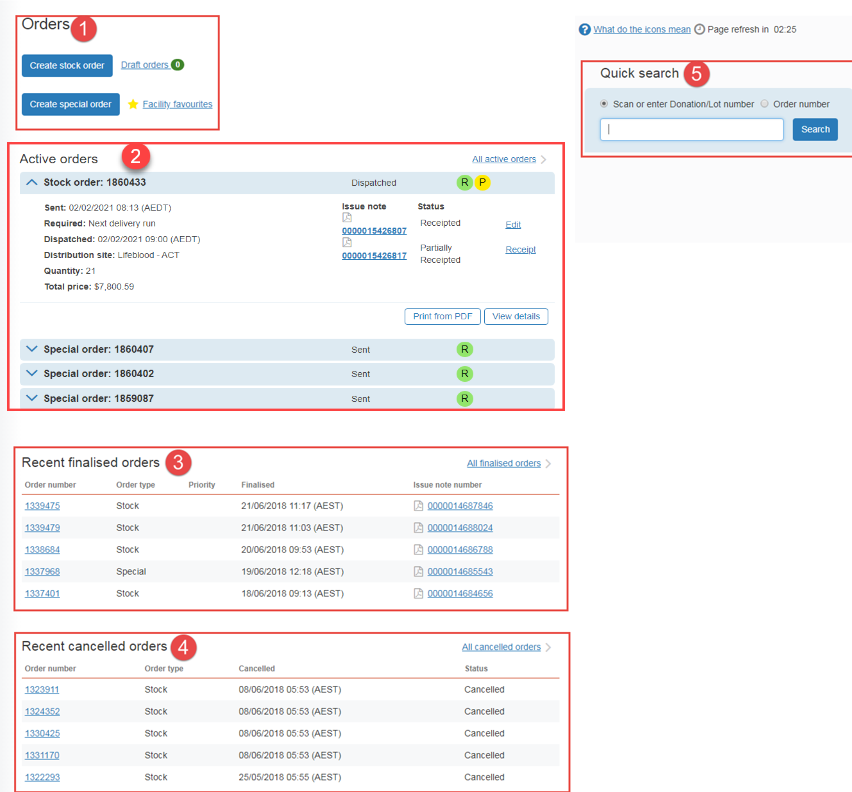 Orders 1
Create stock order Draft orders 0
Create special order Facility favourites
What do the icons mean Page refresh in 02:25
Quick search 5
Scan or enter Donation/Lot number Order number
Search
Active orders 2 All active orders
Stock order: 1860433 Dispatched R P
Sent: 02/02/2021 08:13 (AEDT)
Required: Next delivery run
Dispatched: 02/02/2021 09:00 (AEDT)
Distribution site: Lifeblood - ACT
Quantity: 21
Total price: $7,800.59
Issue note Status
0000015426807 Receipted Edit
0000015426817 Partially Receipted Receipt
Print from PDF View details
Special order: 1860407 Sent R
Special order: 1860402 Sent R
Special order: 1859087 Sent R
Recent finalised orders 3 All finalised orders
Order number Order type Priority Finalised Issue note number
1339475 Stock 21/06/2018 11:17 (AEST) 0000014687846
1339479 Stock 21/06/2018 11:03 (AEST) 0000014688024
1338684 Stock 20/06/2018 09:53 (AEST) 0000014686788
1337968 Special 19/06/2018 12:18 (AEST) 0000014685543
1337401 Stock 18/06/2018 09:13 (AEST) 0000014684656
Recent cancelled orders 4 All cancelled orders
Order number Order type Cancelled Status
1323911 Stock 08/06/2018 05:53 (AEST) Cancelled
1324352 Stock 08/06/2018 05:53 (AEST) Cancelled
1330425 Stock 08/06/2018 05:53 (AEST) Cancelled
1331170 Stock 08/06/2018 05:53 (AEST) Cancelled
1322293 Stock 25/05/2018 05:55 (AEST) Cancelled